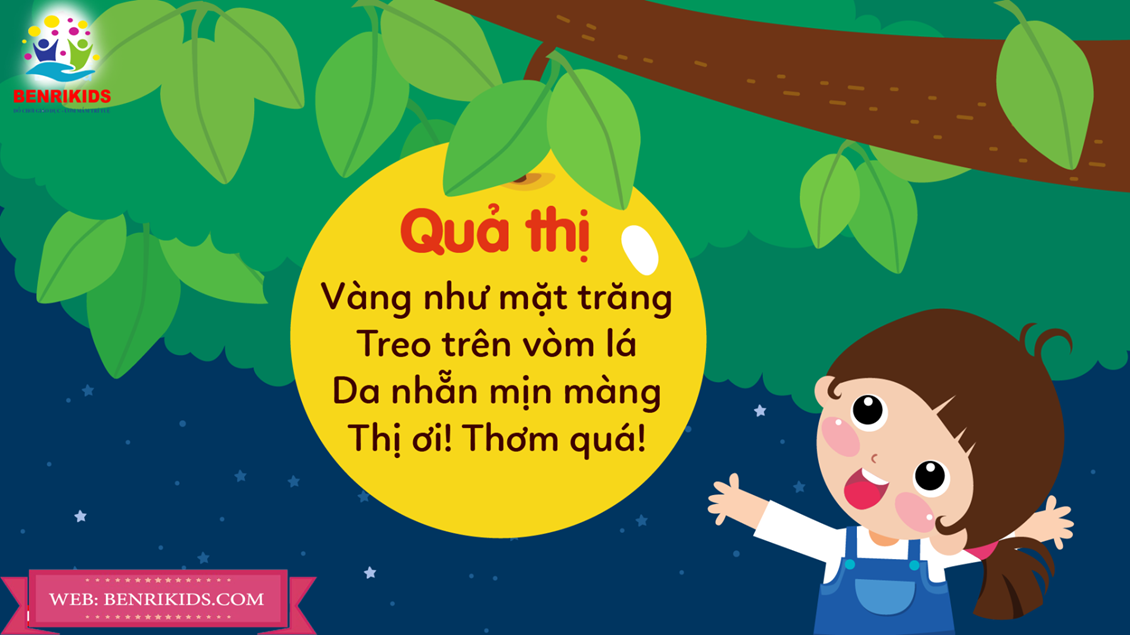 BENRIKIDS
Quả thị
Vàng như mặt trăng
Treo trên vòm lá
Da nhẵn mịn màng
Thị ơi! Thơm quá!
WEB: BENRIKIDS.COM